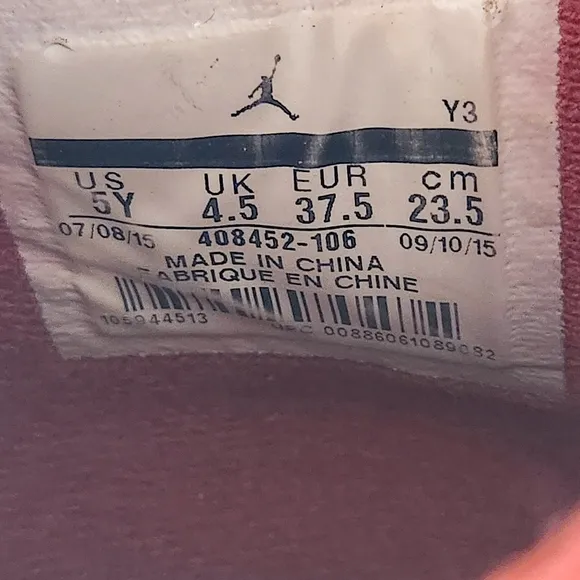 Y3
US UK EUR cm
5Y 4.5 37.5 23.5
07/08/15 408452-106 09/10/15
MADE IN CHINA
FABRIQUE EN CHINE
105944513 00886061089082